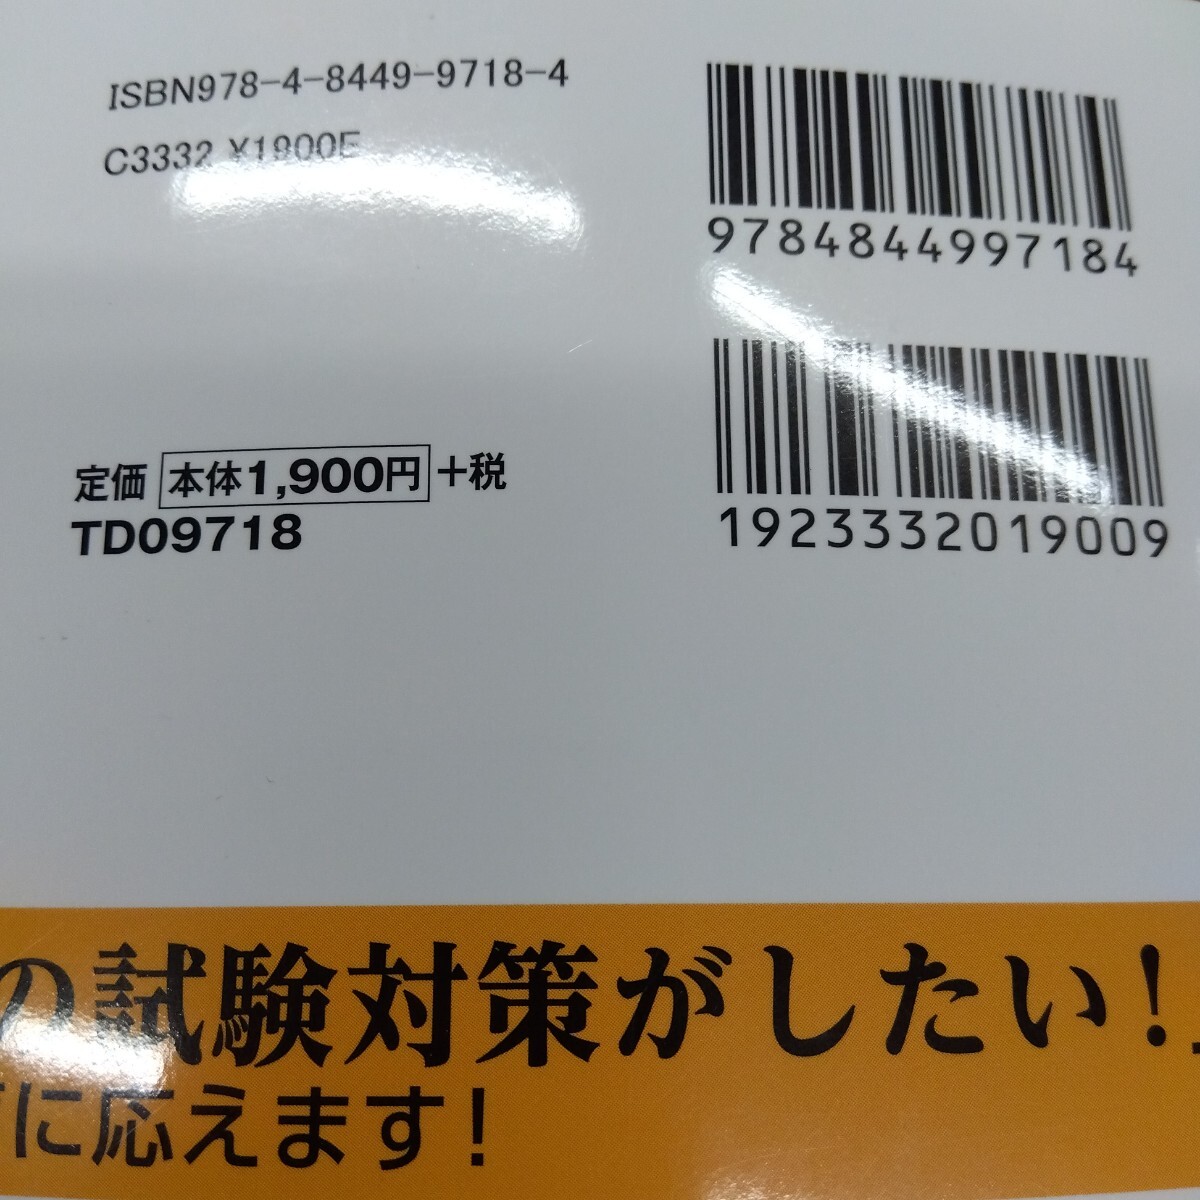 ISBN978-4-8449-9718-4
C3332 ¥1900E
9784844997184
定価 本体1,900円 +税
TD09718
1923332019009
の試験対策がしたい!」
に応えます!